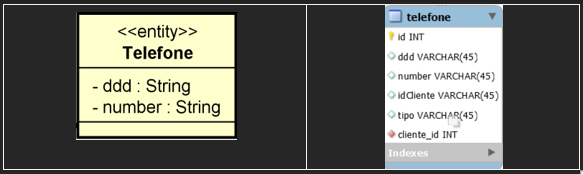 <<entity>>
Telefone
- ddd : String
- number : String
telefone
id INT
ddd VARCHAR(45)
number VARCHAR(45)
idCliente VARCHAR(45)
tipo VARCHAR(45)
cliente_id INT
Indexes